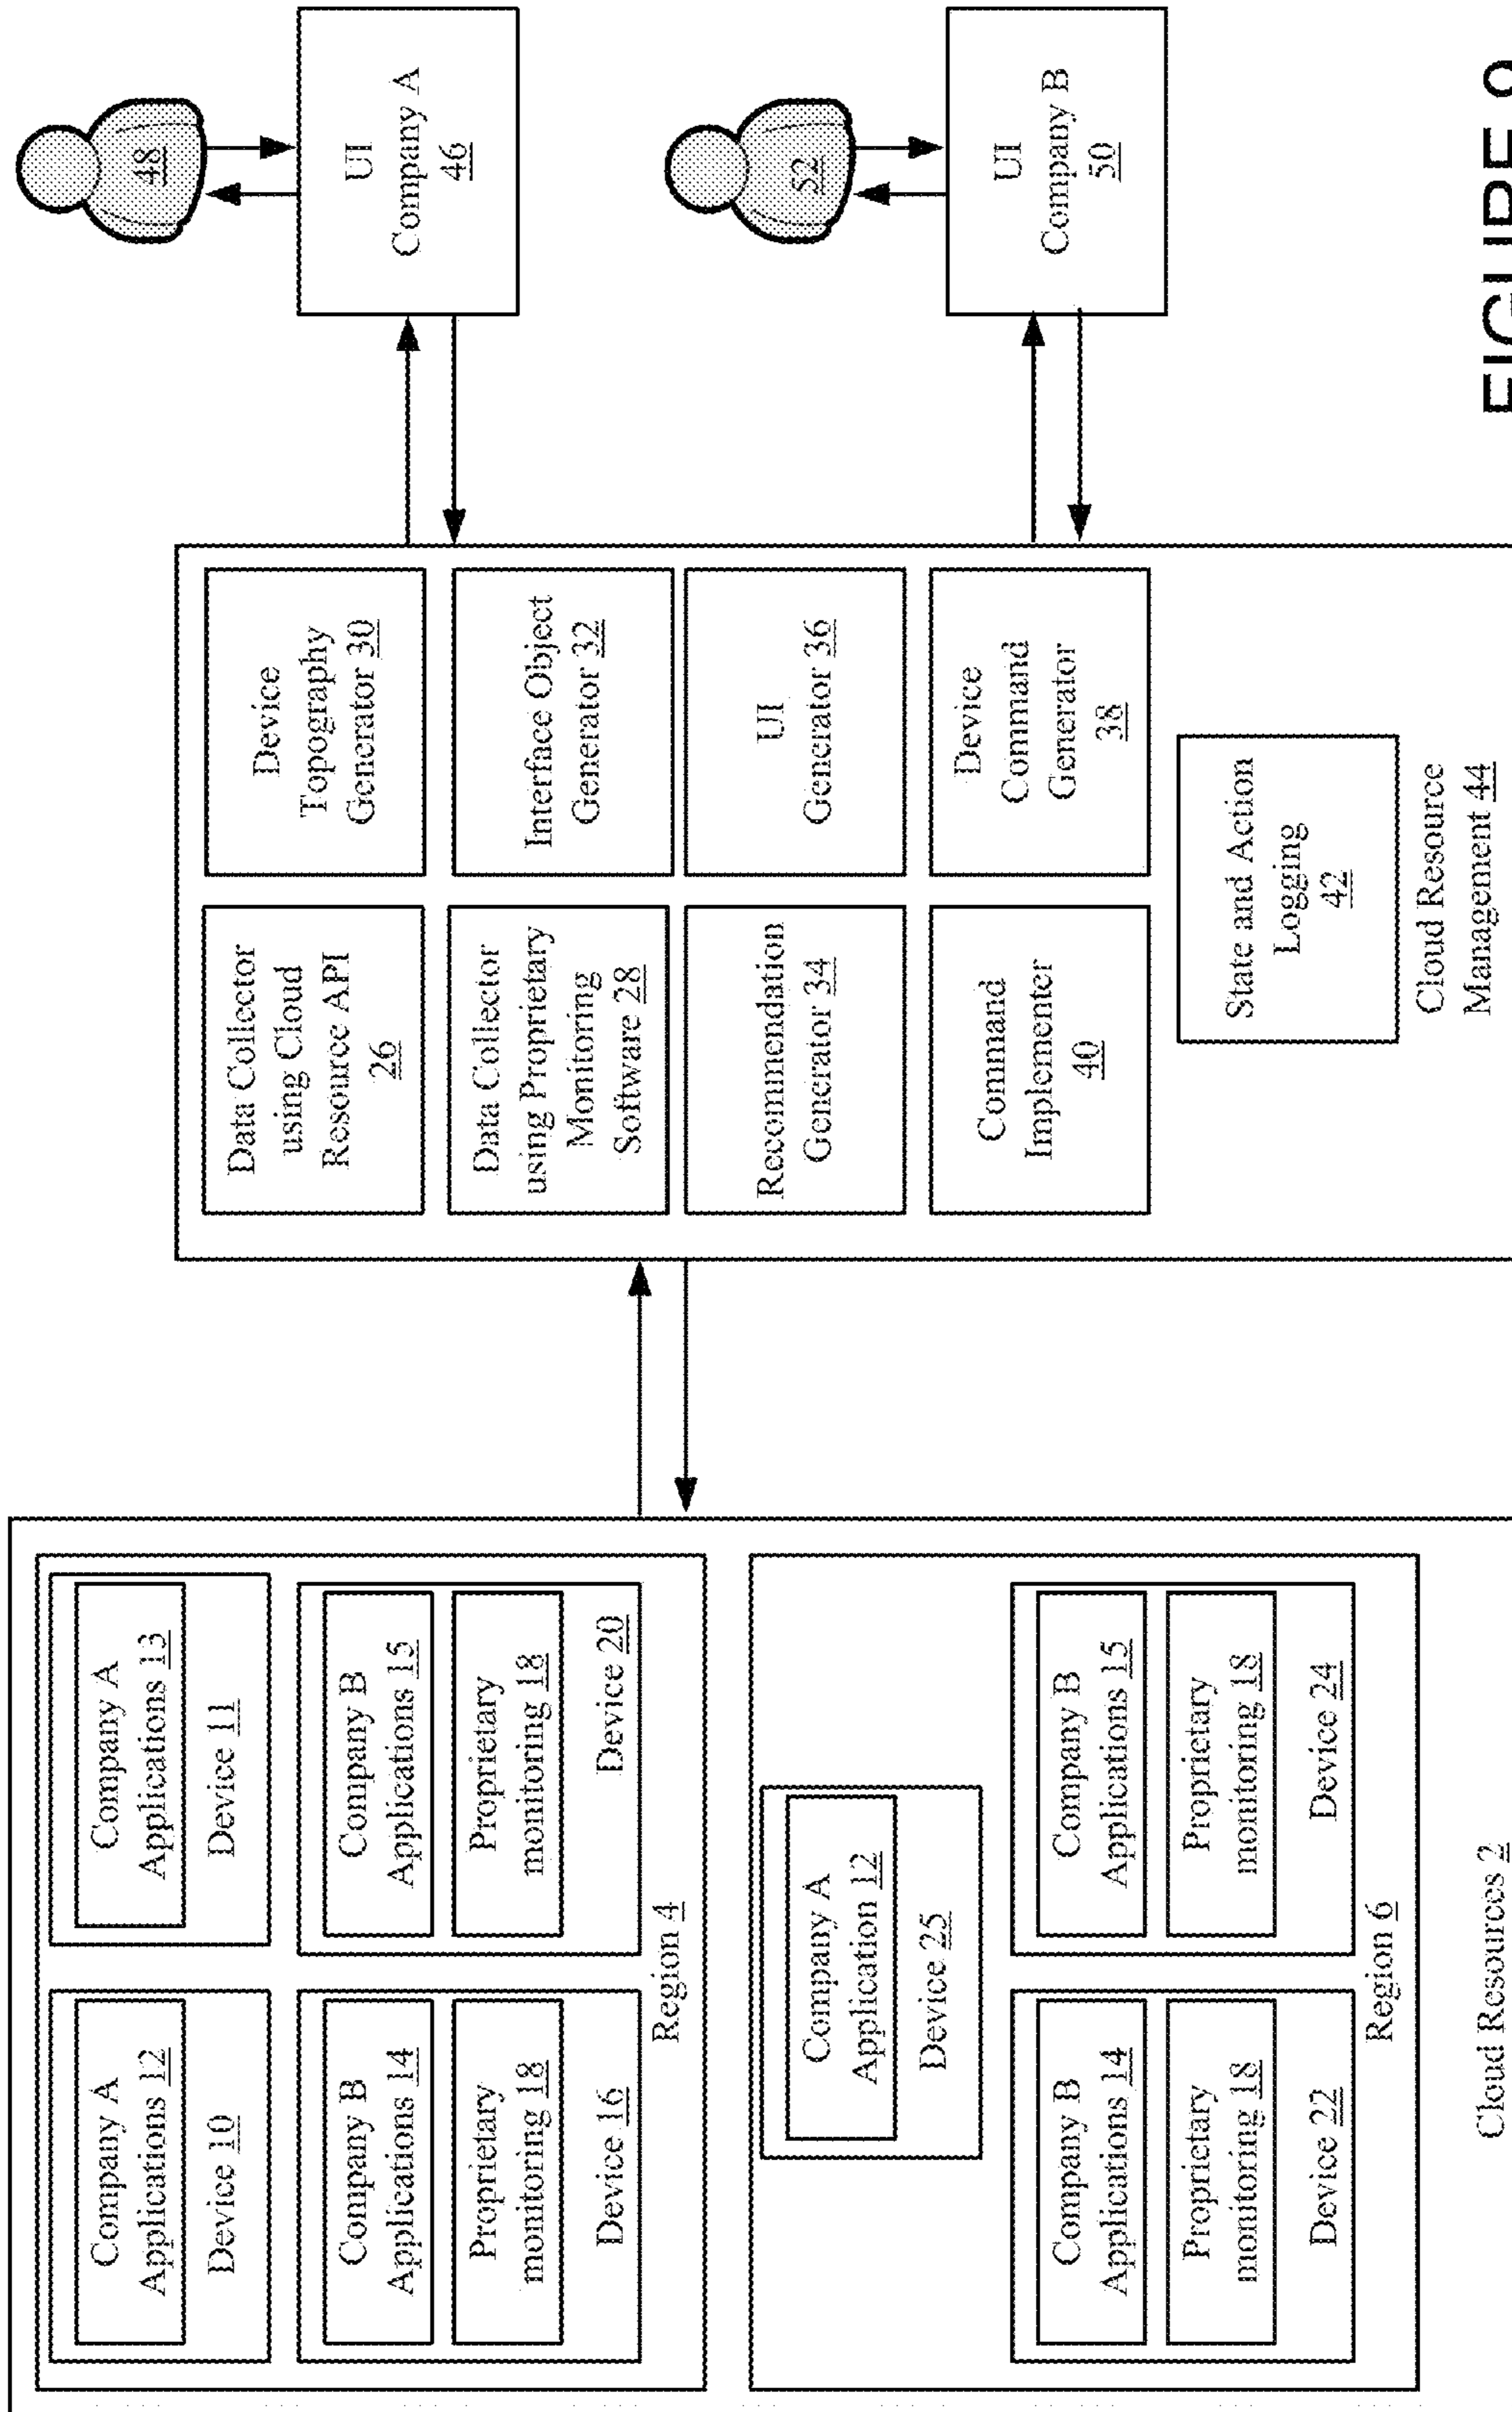 Company A
Applications 12
Device 10
Company A
Applications 13
Device 11
Company B
Applications 14
Proprietary
monitoring 18
Device 16
Company B
Applications 15
Proprietary
monitoring 18
Device 20
Region 4
Company A
Application 12
Device 25
Company B
Applications 14
Proprietary
monitoring 18
Device 22
Company B
Applications 15
Proprietary
monitoring 18
Device 24
Region 6
Cloud Resources 2
Data Collector
using Cloud
Resource API
26
Device
Topography
Generator 30
Data Collector
using Proprietary
Monitoring
Software 28
Interface Object
Generator 32
Recommendation
Generator 34
UI
Generator 36
Command
Implementer
40
Device
Command
Generator
38
State and Action
Logging
42
Cloud Resource
Management 44
48
UI
Company A
46
52
UI
Company B
50
FIGURE